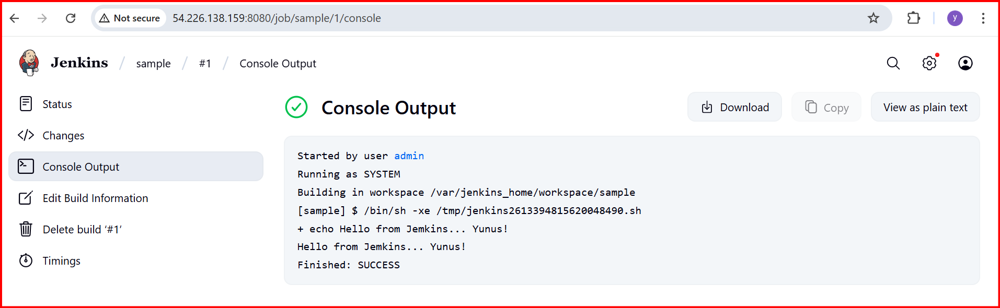 Not secure 54.226.138.159:8080/job/sample/1/console
y
Jenkins / sample / #1 / Console Output
Status
Changes
Console Output
Edit Build Information
Delete build ‘#1’
Timings
Console Output
Download
Copy
View as plain text
Started by user admin
Running as SYSTEM
Building in workspace /var/jenkins_home/workspace/sample
[sample] $ /bin/sh -xe /tmp/jenkins2613394815620048490.sh
+ echo Hello from Jemkins... Yunus!
Hello from Jemkins... Yunus!
Finished: SUCCESS